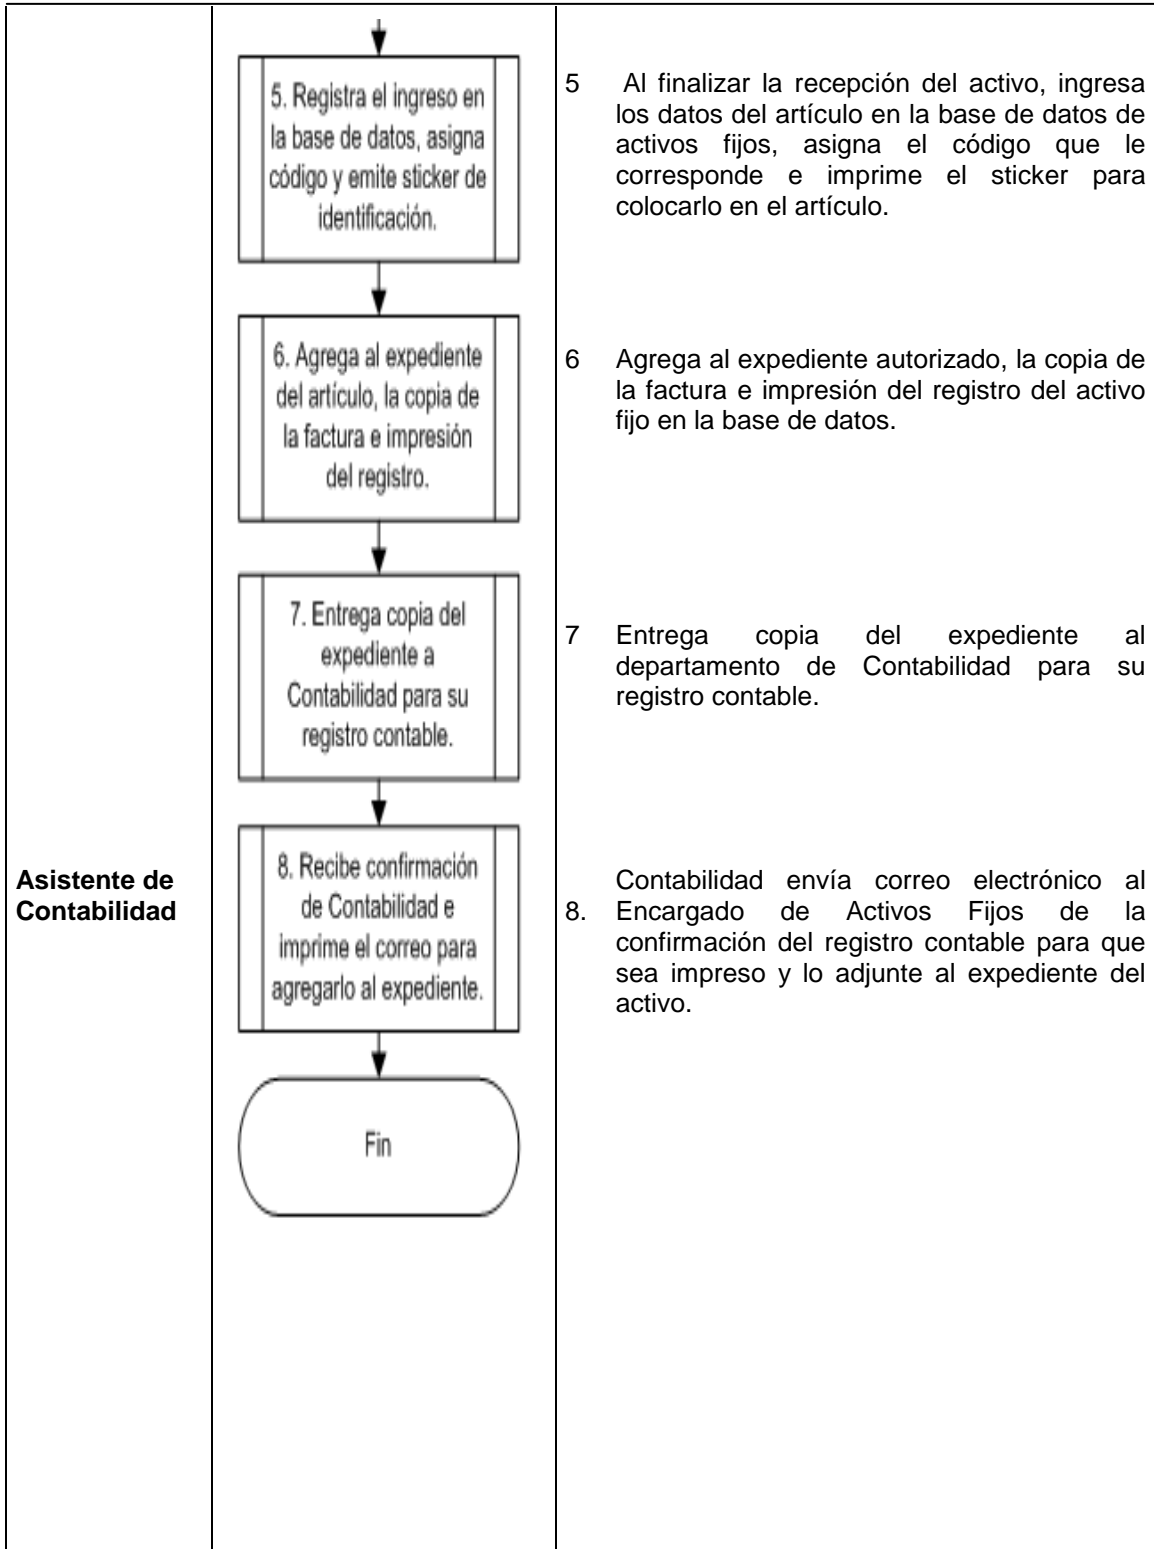 5. Registra el ingreso en
la base de datos, asigna
código y emite sticker de
identificación.
5 Al finalizar la recepción del activo, ingresa
los datos del artículo en la base de datos de
activos fijos, asigna el código que le
corresponde e imprime el sticker para
colocarlo en el artículo.
6. Agrega al expediente
del artículo, la copia de
la factura e impresión
del registro.
6 Agrega al expediente autorizado, la copia de
la factura e impresión del registro del activo
fijo en la base de datos.
7. Entrega copia del
expediente a
Contabilidad para su
registro contable.
7 Entrega copia del expediente al
departamento de Contabilidad para su
registro contable.
Asistente de
Contabilidad
8. Recibe confirmación
de Contabilidad e
imprime el correo para
agregarlo al expediente.
Contabilidad envía correo electrónico al
8. Encargado de Activos Fijos de la
confirmación del registro contable para que
sea impreso y lo adjunte al expediente del
activo.
Fin